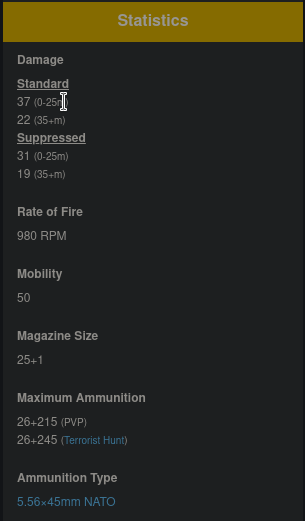 Statistics
Damage
Standard
37 (0-25m)
22 (35+m)
Suppressed
31 (0-25m)
19 (35+m)
Rate of Fire
980 RPM
Mobility
50
Magazine Size
25+1
Maximum Ammunition
26+215 (PVP)
26+245 (Terrorist Hunt)
Ammunition Type
5.56×45mm NATO